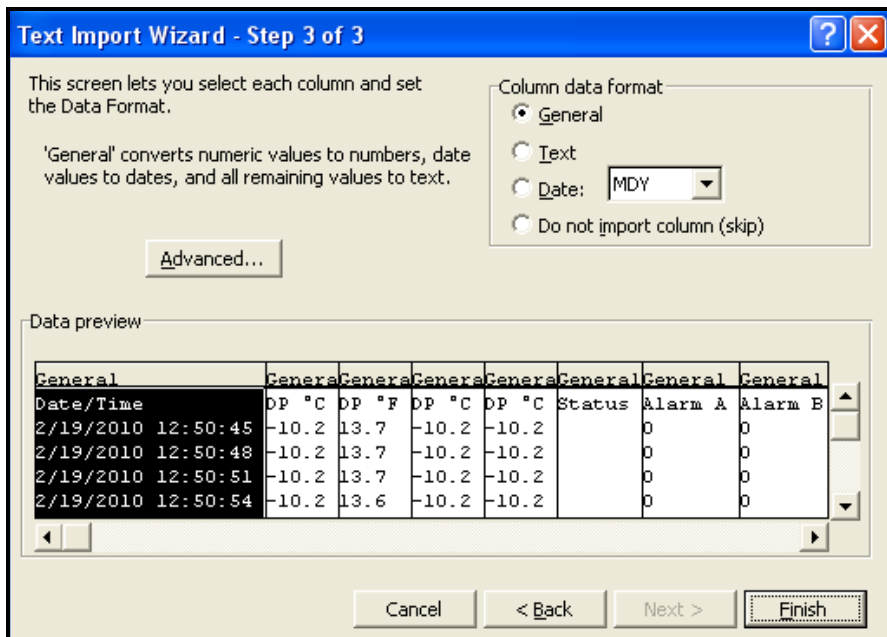 Text Import Wizard - Step 3 of 3
This screen lets you select each column and set
the Data Format.
'General' converts numeric values to numbers, date
values to dates, and all remaining values to text.
Advanced...
Column data format
General
Text
Date: MDY
Do not import column (skip)
Data preview
General GeneraGeneraGeneraGeneraGeneralGeneral General
Date/Time DP °C DP °F DP °C DP °C Status Alarm A Alarm B
2/19/2010 12:50:45 -10.2 13.7 -10.2 -10.2 0 0
2/19/2010 12:50:48 -10.2 13.7 -10.2 -10.2 0 0
2/19/2010 12:50:51 -10.2 13.7 -10.2 -10.2 0 0
2/19/2010 12:50:54 -10.2 13.6 -10.2 -10.2 0 0
Cancel < Back Next > Finish